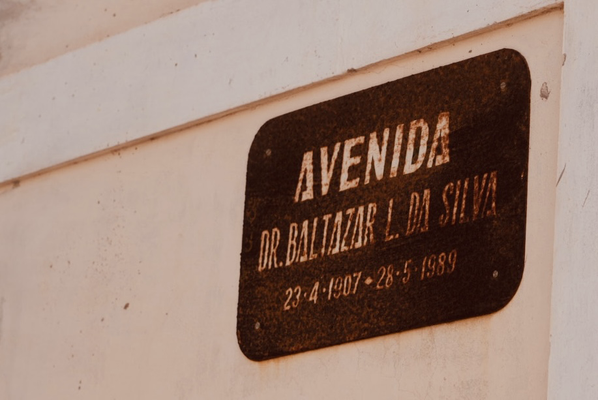 AVENIDA
DR. BALTAZAR L. DA SILVA
23·4·1907 • 28·5·1989